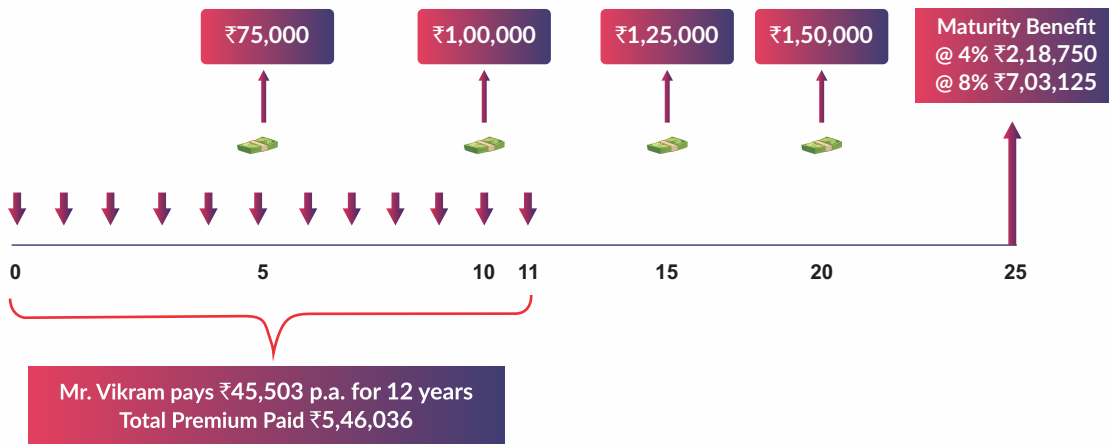 ₹75,000
₹1,00,000
₹1,25,000
₹1,50,000
Maturity Benefit
@ 4% ₹2,18,750
@ 8% ₹7,03,125
0
5
10
11
15
20
25
Mr. Vikram pays ₹45,503 p.a. for 12 years
Total Premium Paid ₹5,46,036